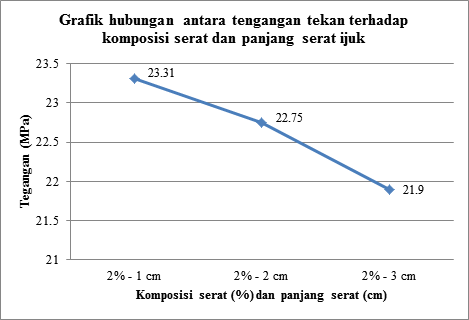 Grafik hubungan antara tengangan tekan terhadap
komposisi serat dan panjang serat ijuk
23.5
23
22.5
22
21.5
21
Tegangan (MPa)
23.31
22.75
21.9
2% - 1 cm
2% - 2 cm
2% - 3 cm
Komposisi serat (%) dan panjang serat (cm)